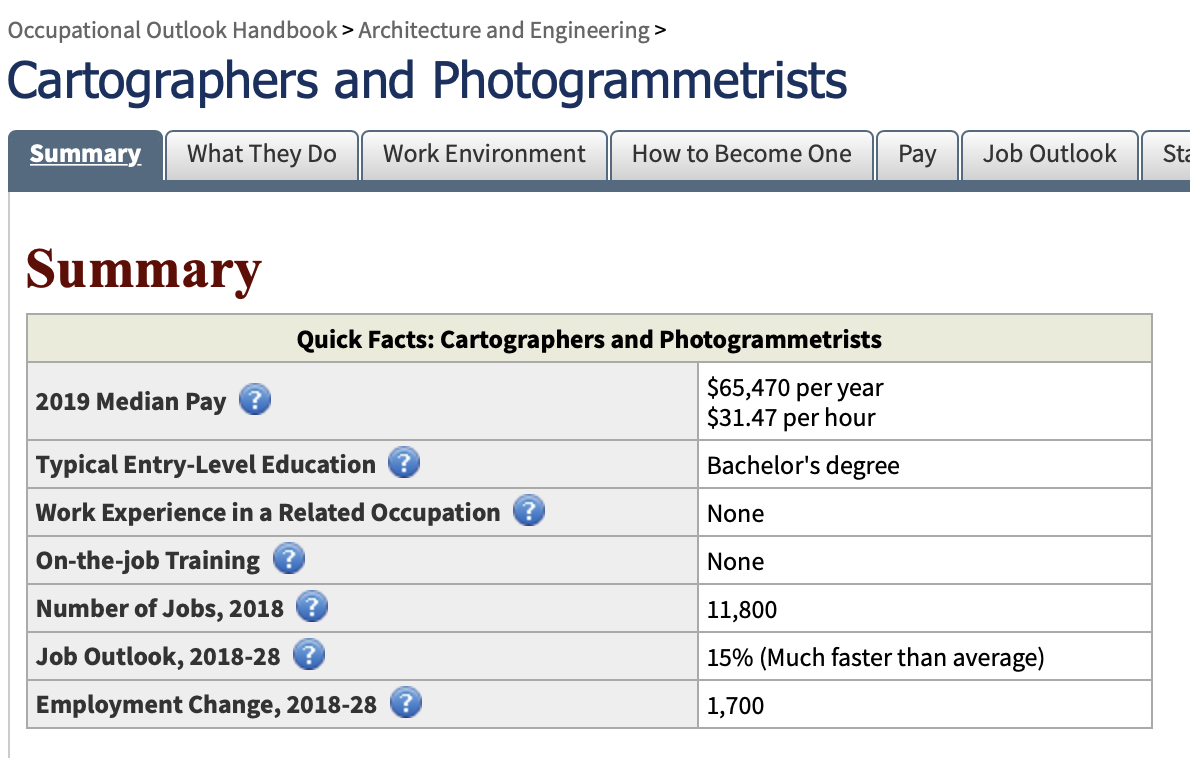 Occupational Outlook Handbook > Architecture and Engineering >
Cartographers and Photogrammetrists
Summary What They Do Work Environment How to Become One Pay Job Outlook
Summary
Quick Facts: Cartographers and Photogrammetrists
2019 Median Pay ? $65,470 per year
$31.47 per hour
Typical Entry-Level Education ? Bachelor's degree
Work Experience in a Related Occupation ? None
On-the-job Training ? None
Number of Jobs, 2018 ? 11,800
Job Outlook, 2018-28 ? 15% (Much faster than average)
Employment Change, 2018-28 ? 1,700